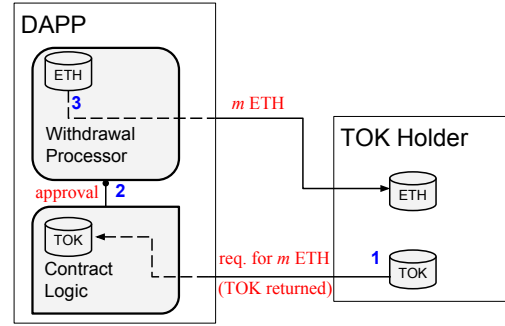 DAPP
ETH
3
m ETH
Withdrawal
Processor
TOK Holder
approval
2
ETH
TOK
req. for m ETH
1
TOK
Contract
Logic
(TOK returned)